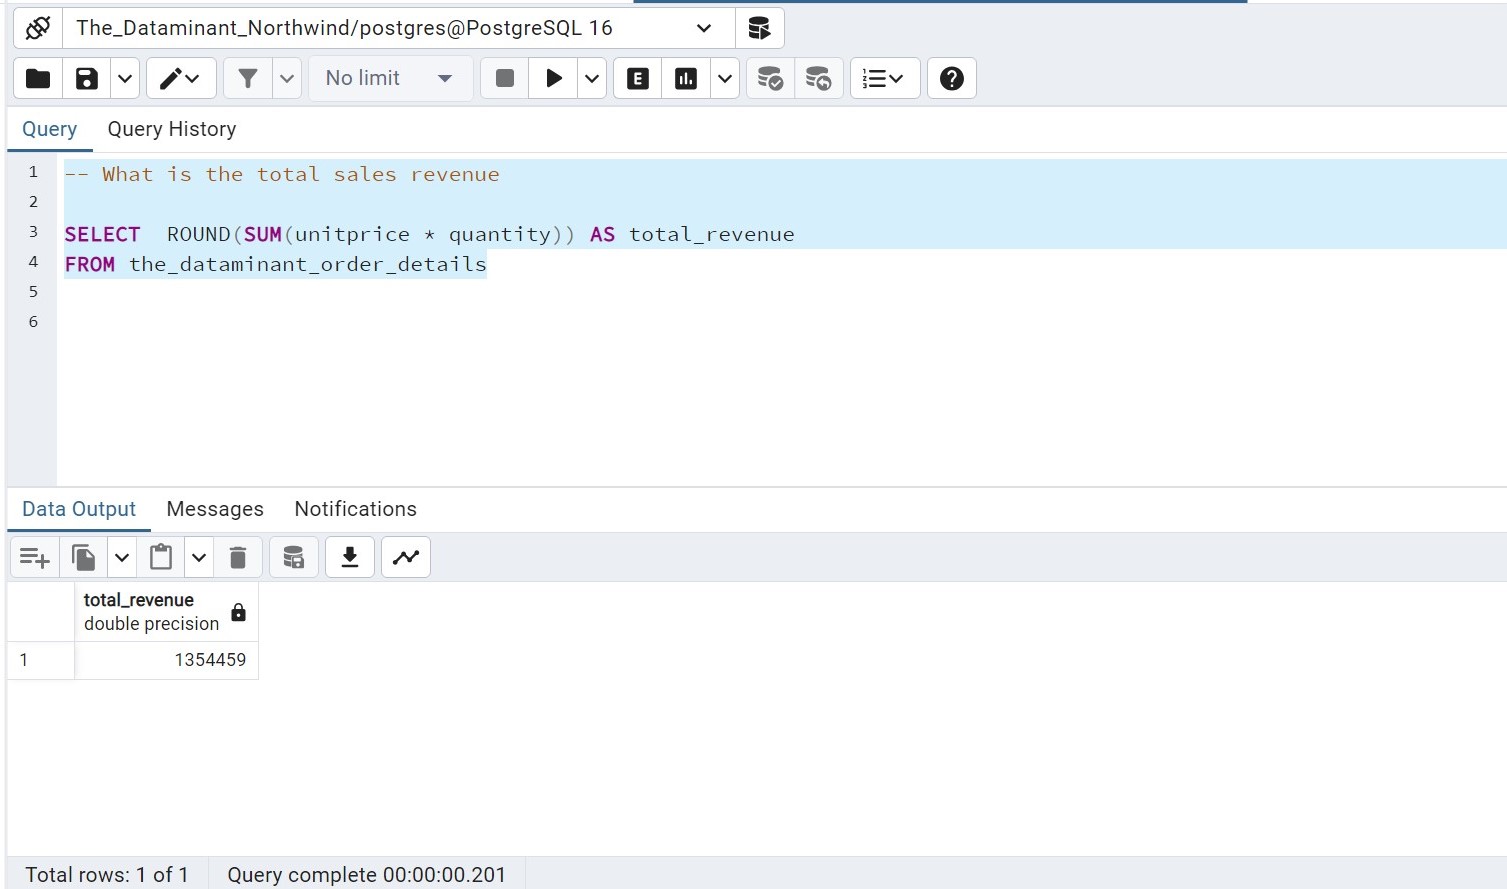 The_Dataminant_Northwind/postgres@PostgreSQL 16
No limit
E
Query Query History
1 -- What is the total sales revenue
2
3 SELECT  ROUND(SUM(unitprice * quantity)) AS total_revenue
4 FROM the_dataminant_order_details
5
6
Data Output Messages Notifications
total_revenue
double precision
1 1354459
Total rows: 1 of 1 Query complete 00:00:00.201